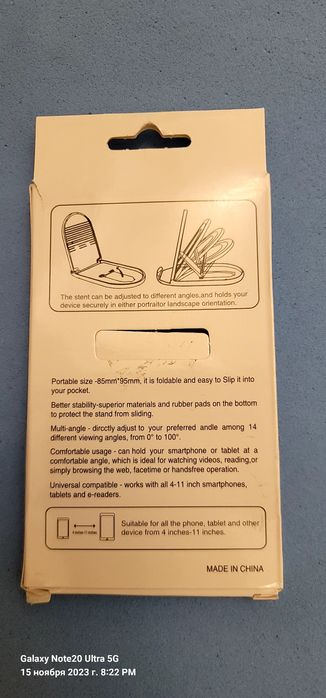 The stent can be adjusted to different angles.and holds your
device securely in either portraitor landscape orientation.
Portable size -85mm*95mm, it is foldable and easy to Slip it into
your pocket.
Better stability-superior materials and rubber pads on the bottom
to protect the stand from sliding.
Multi-angle - dircctly adjust to your preferred andle among 14
different viewing angles, from 0° to 100°.
Comfortable usage - can hold your smartphone or tablet at a
comfortable angle, which is ideal for watching videos, reading,or
simply browsing the web, facetime or handsfree operation.
Universal compatible - works with all 4-11 inch smartphones,
tablets and e-readers.
4 inches-11 inches
Suitable for all the phone, tablet and other
device from 4 inches-11 inches.
MADE IN CHINA
Galaxy Note20 Ultra 5G
15 ноября 2023 г. 8:22 PM